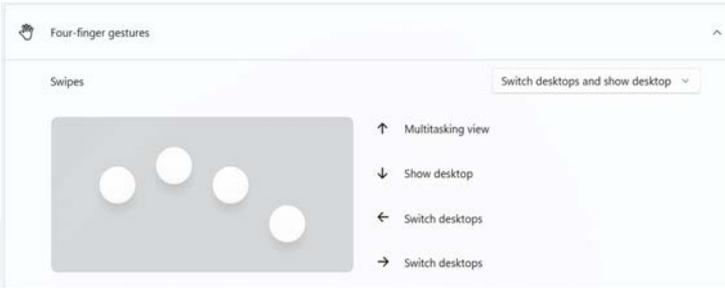 Four-finger gestures
Swipes
Switch desktops and show desktop
Multitasking view
Show desktop
Switch desktops
Switch desktops